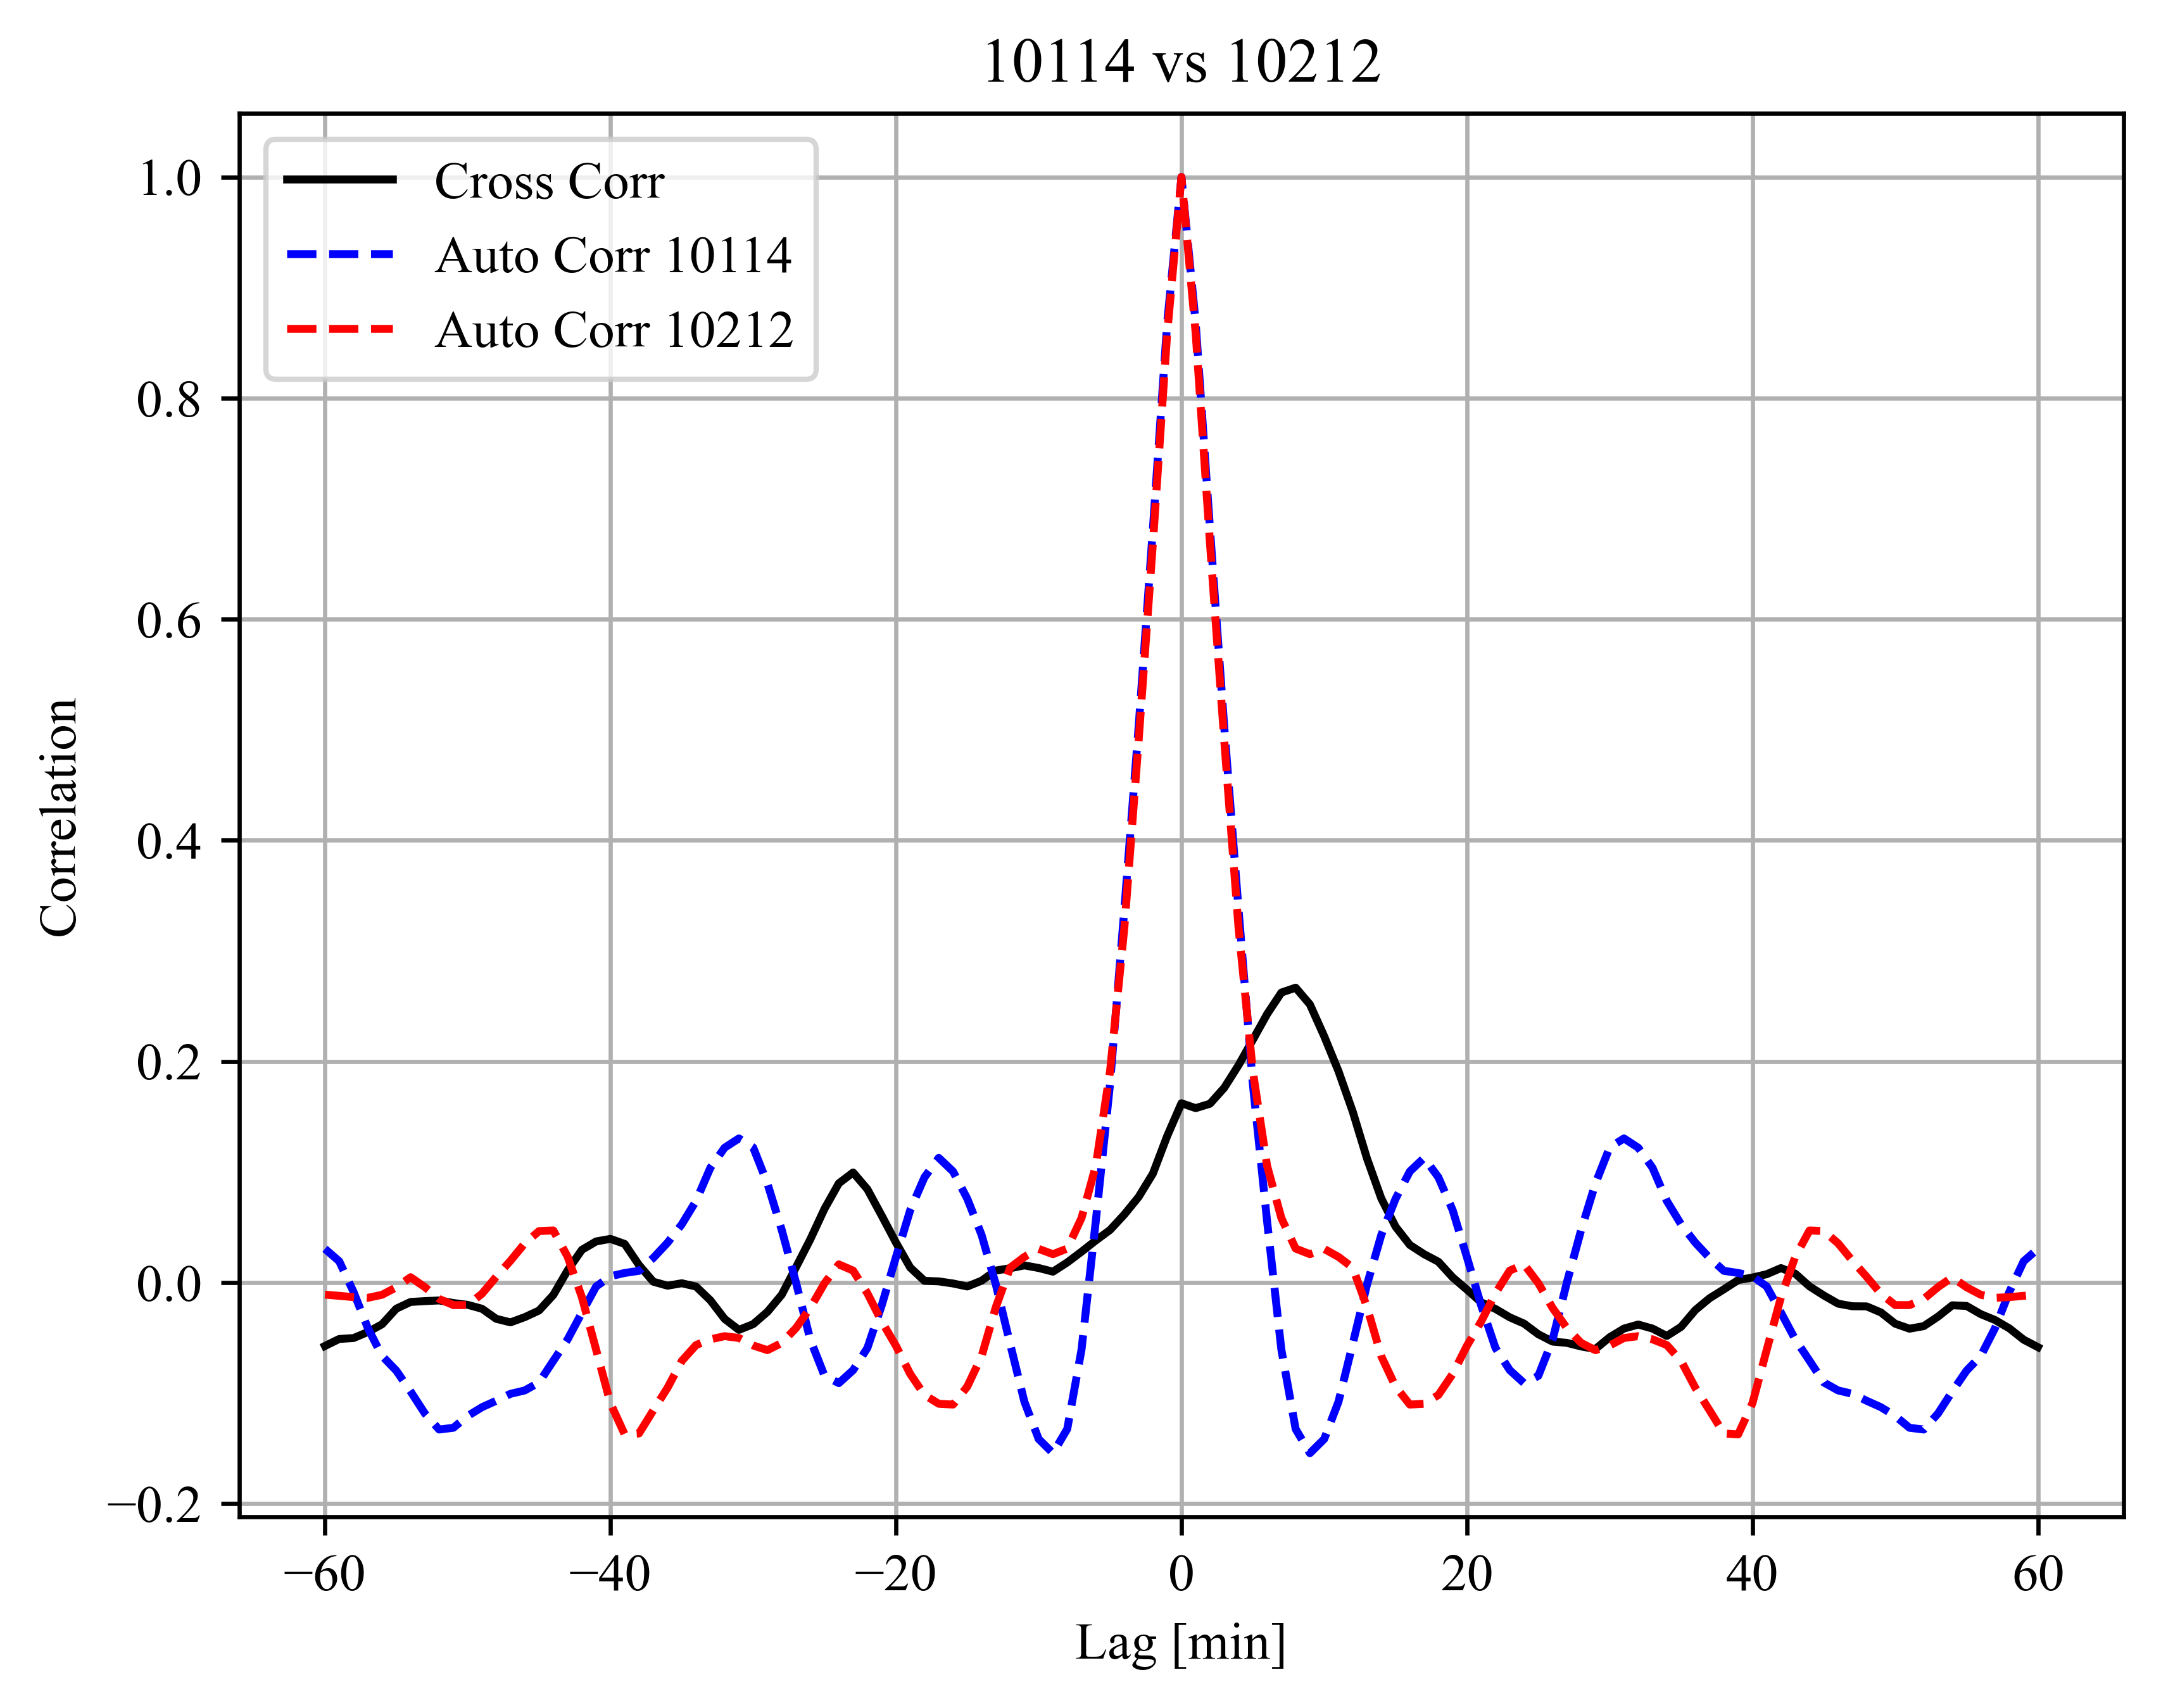 10114 vs 10212
Cross Corr
Auto Corr 10114
Auto Corr 10212
1.0
0.8
0.6
0.4
0.2
0.0
−0.2
Correlation
−60 −40 −20 0 20 40 60
Lag [min]